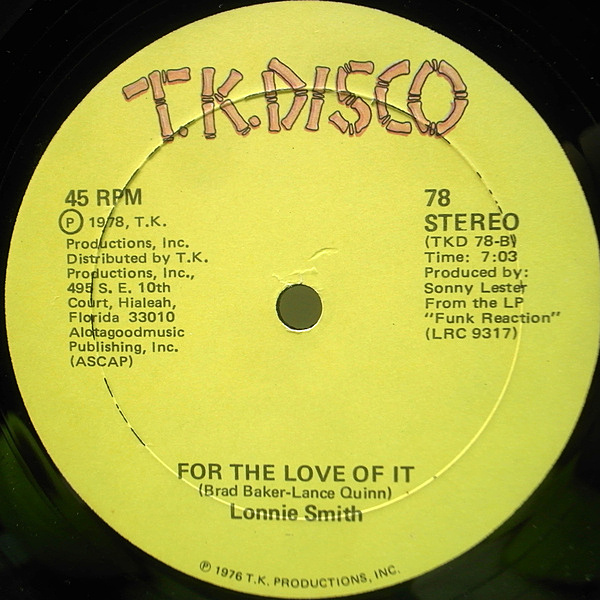 T.K. DISCO
45 RPM
Ⓟ 1978, T.K.
Productions, Inc.
Distributed by T.K.
Productions, Inc.,
495 S. E. 10th
Court, Hialeah,
Florida 33010
Alotagoodmusic
Publishing, Inc.
(ASCAP)
78
STEREO
(TKD 78-B)
Time: 7:03
Produced by:
Sonny Lester
From the LP
"Funk Reaction"
(LRC 9317)
FOR THE LOVE OF IT
(Brad Baker-Lance Quinn)
Lonnie Smith
Ⓟ 1976 T.K. PRODUCTIONS, INC.